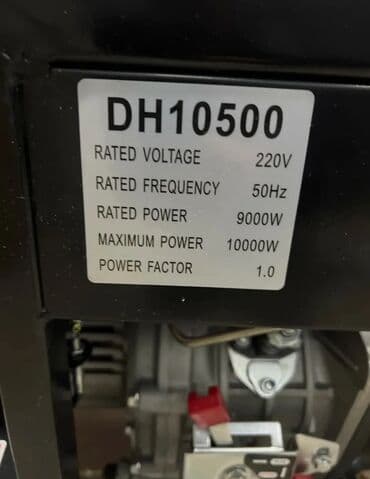 DH10500
RATED VOLTAGE 220V
RATED FREQUENCY 50Hz
RATED POWER 9000W
MAXIMUM POWER 10000W
POWER FACTOR 1.0